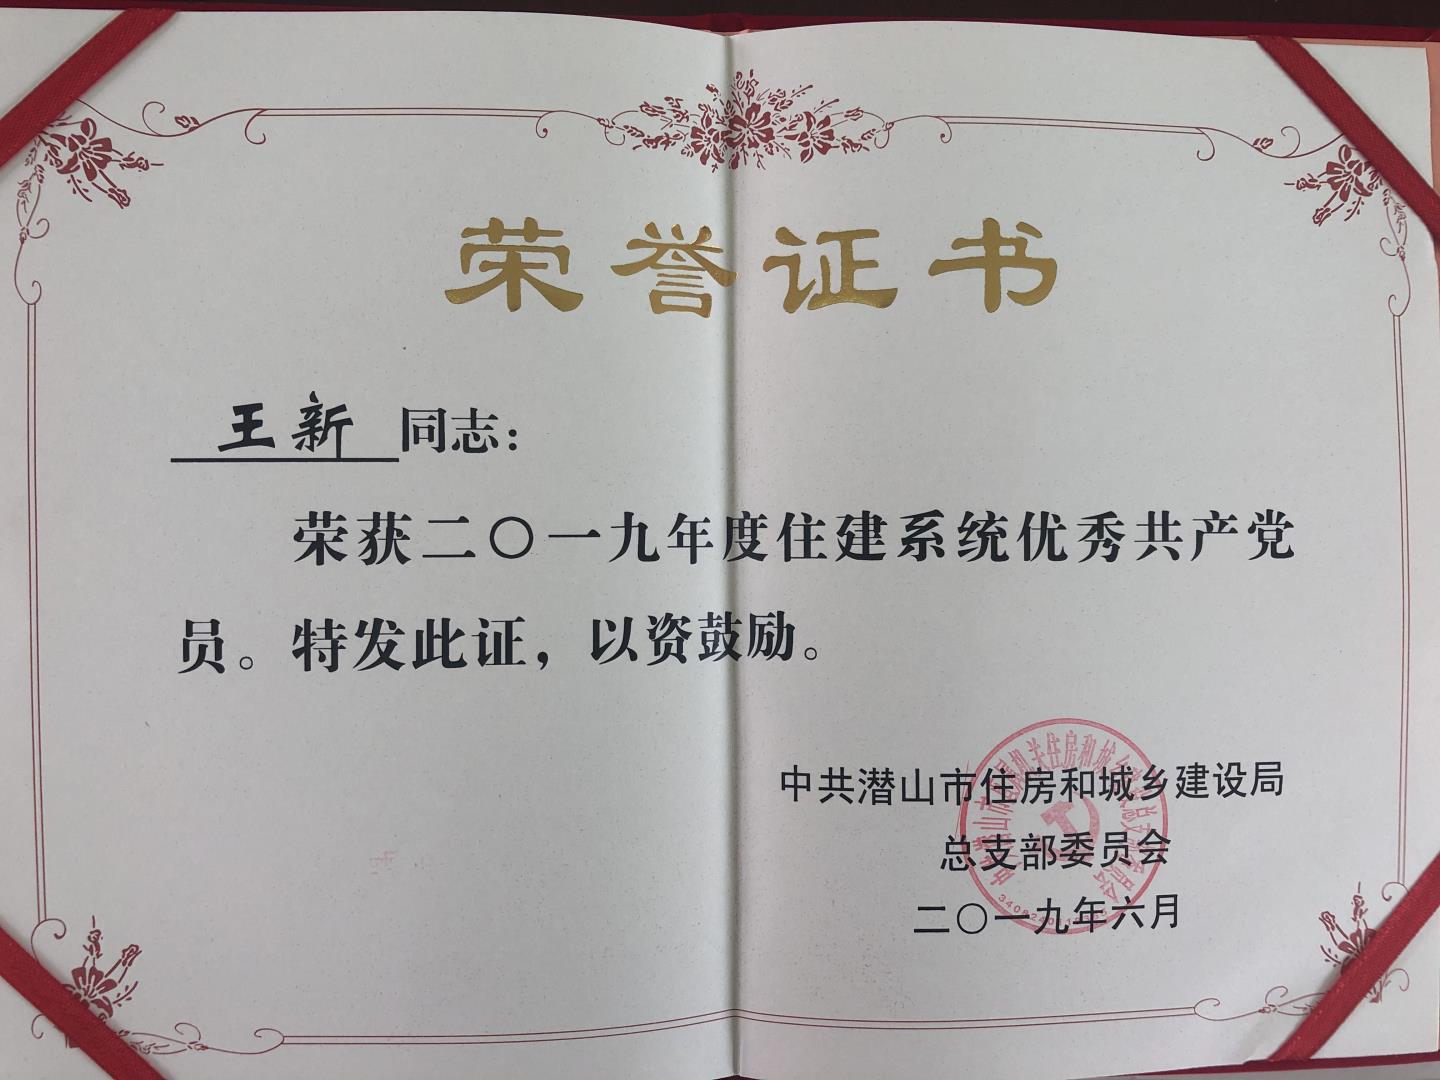 荣誉证书
王新同志：
荣获二〇一九年度住建系统优秀共产党
员。特发此证，以资鼓励。
中共潜山市住房和城乡建设局
总支部委员会
二〇一九年六月